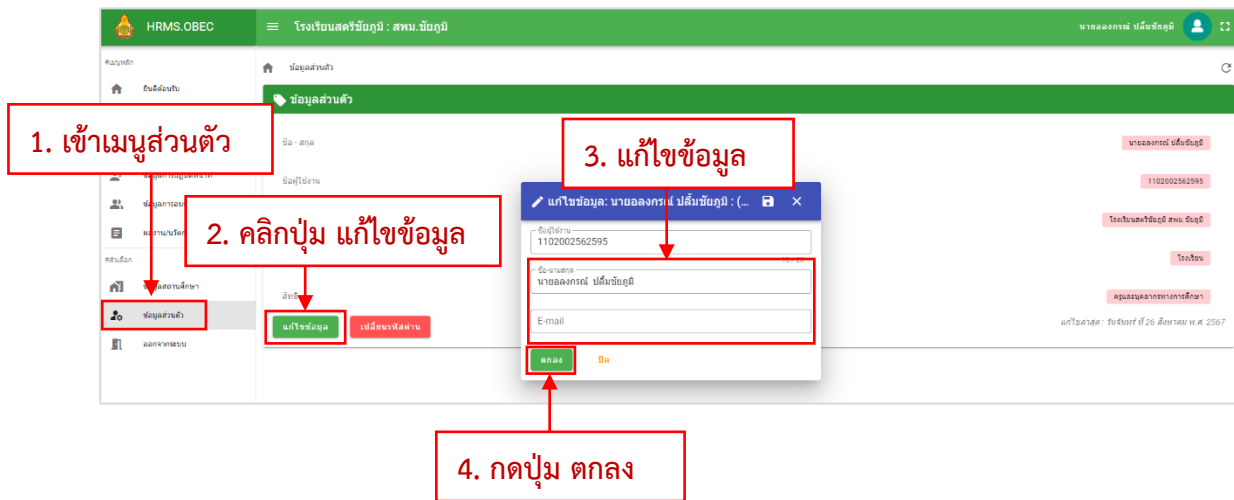 HRMS.OBEC
โรงเรียนสตรีชัยภูมิ : สพม.ชัยภูมิ
นายอลงกรณ์ ปลื้มชัยภูมิ
#เมนูหลัก
ข้อมูลส่วนตัว
ยินดีต้อนรับ
ข้อมูลส่วนตัว
1. เข้าเมนูส่วนตัว
ชื่อ - สกุล
นายอลงกรณ์ ปลื้มชัยภูมิ
3. แก้ไขข้อมูล
ชื่อผู้ใช้งาน
1102002562595
แก้ไขข้อมูล: นายอลงกรณ์ ปลื้มชัยภูมิ : (...
2. คลิกปุ่ม แก้ไขข้อมูล
โรงเรียนสตรีชัยภูมิ สพม.ชัยภูมิ
ชื่อผู้ใช้งาน
1102002562595
#ตัวเลือก
โรงเรียน
ชื่อ-นามสกุล
นายอลงกรณ์ ปลื้มชัยภูมิ
ข้อมูลสถานศึกษา
ครูและบุคลากรทางการศึกษา
ข้อมูลส่วนตัว
แก้ไขข้อมูล
เปลี่ยนรหัสผ่าน
E-mail
แก้ไขล่าสุด : วันจันทร์ ที่ 26 สิงหาคม พ.ศ. 2567
ออกจากระบบ
ตกลง
ปิด
4. กดปุ่ม ตกลง